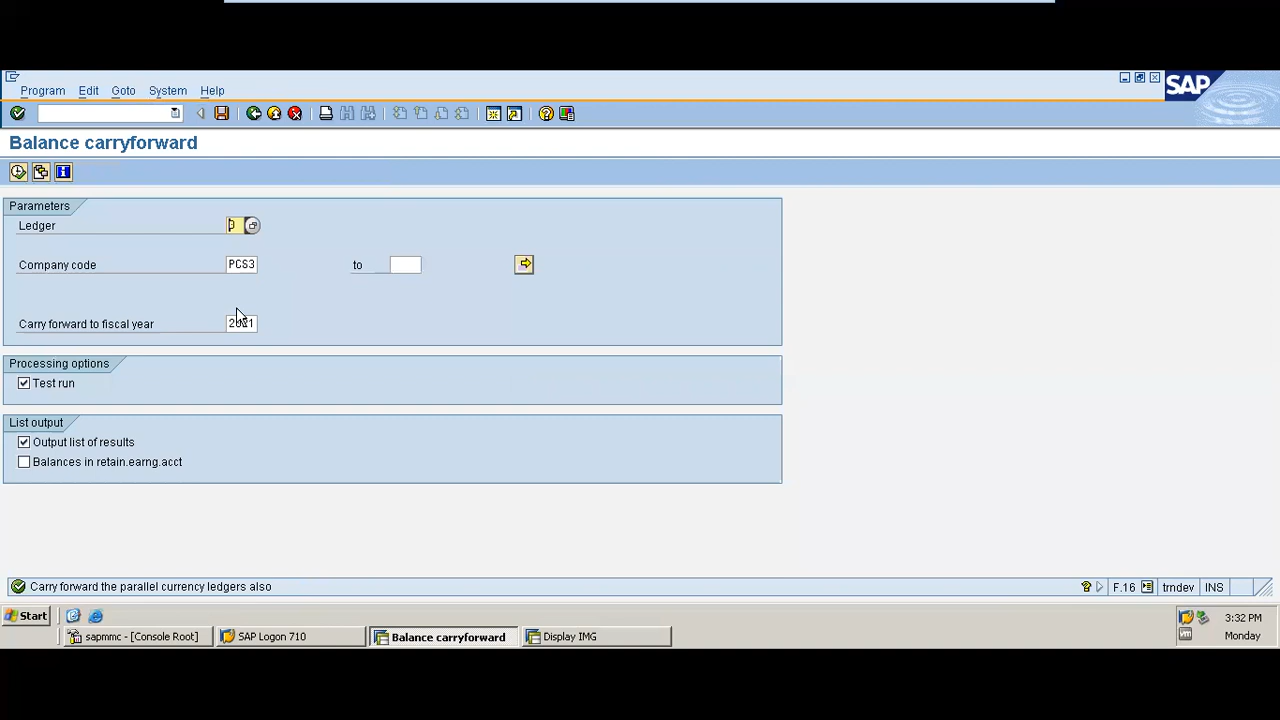 Program Edit Goto System Help
SAP
Balance carryforward
Parameters
Ledger
Company code PCS3 to
Carry forward to fiscal year
Processing options
Test run
List output
Output list of results
Balances in retain.earng.acct
Carry forward the parallel currency ledgers also F.16 trndev INS
Start
sapmmc - [Console Root] SAP Logon 710 Balance carryforward Display IMG
3:32 PM
Monday